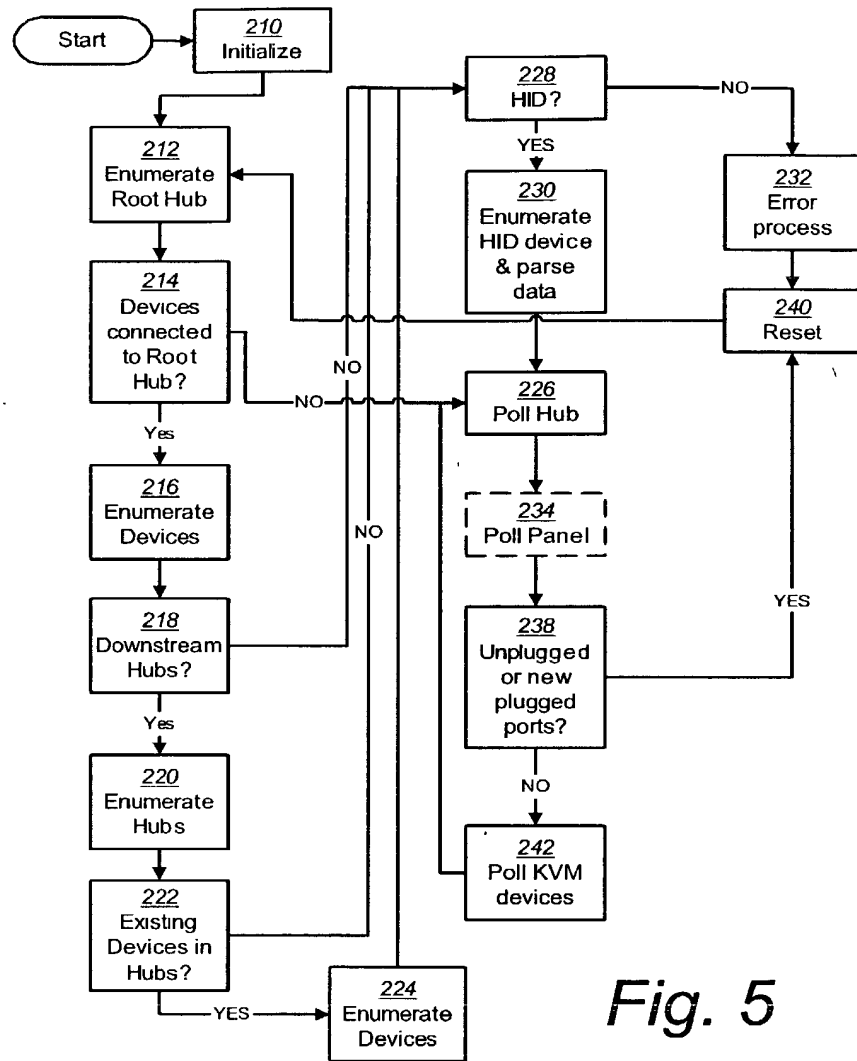 Start
210
Initialize
212
Enumerate
Root Hub
214
Devices
connected
to Root
Hub?
NO
Yes
216
Enumerate
Devices
218
Downstream
Hubs?
NO
Yes
220
Enumerate
Hubs
222
Existing
Devices in
Hubs?
NO
YES
224
Enumerate
Devices
228
HID?
NO
YES
230
Enumerate
HID device
& parse
data
232
Error
process
240
Reset
226
Poll Hub
234
Poll Panel
238
Unplugged
or new
plugged
ports?
YES
NO
242
Poll KVM
devices
Fig. 5